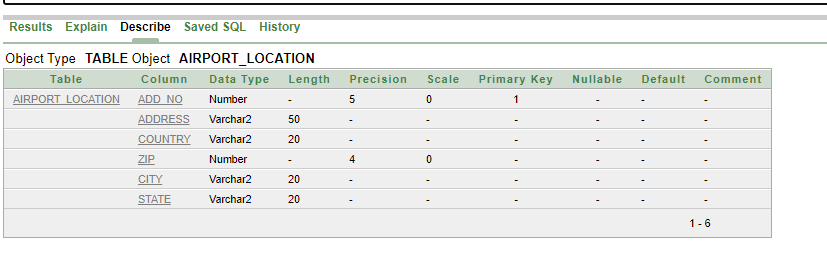 Results Explain Describe Saved SQL History
Object Type TABLE Object AIRPORT_LOCATION
Table Column Data Type Length Precision Scale Primary Key Nullable Default Comment
AIRPORT_LOCATION ADD_NO Number - 5 0 1 - - -
ADDRESS Varchar2 50 - - - - - -
COUNTRY Varchar2 20 - - - - - -
ZIP Number - 4 0 - - - -
CITY Varchar2 20 - - - - - -
STATE Varchar2 20 - - - - - -
1 - 6